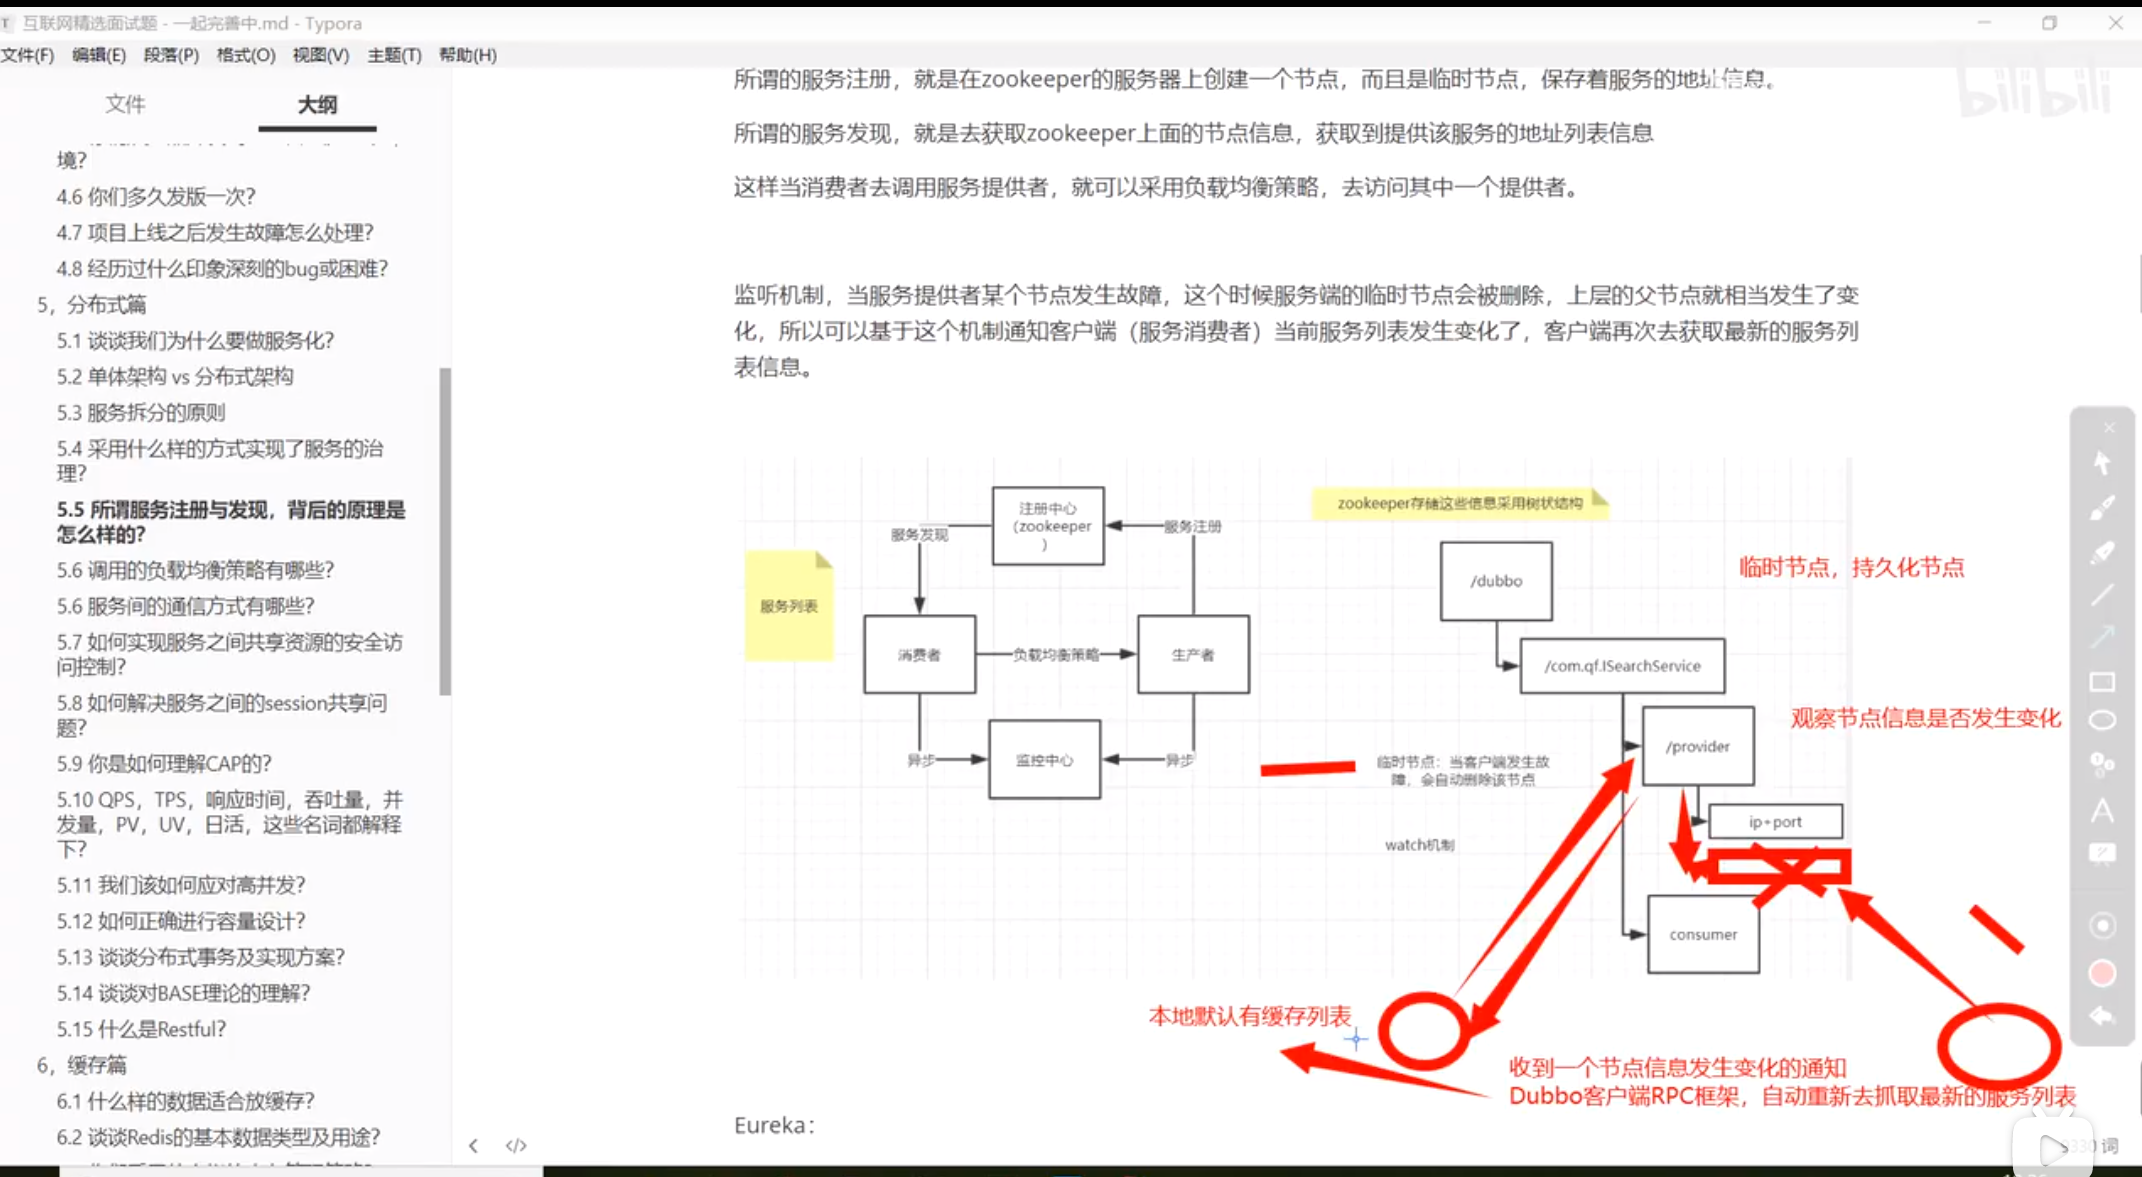 互联网精选面试题 - 一起完善中.md - Typora
文件(F) 编辑(E) 段落(P) 格式(O) 视图(V) 主题(T) 帮助(H)
文件 大纲
境？
4.6 你们多久发版一次？
4.7 项目上线之后发生故障怎么处理？
4.8 经历过什么印象深刻的bug或困难？
5，分布式篇
5.1 谈谈我们为什么要做服务化？
5.2 单体架构 vs 分布式架构
5.3 服务拆分的原则
5.4 采用什么样的方式实现了服务的治
理？
5.5 所谓服务注册与发现，背后的原理是
怎么样的？
5.6 调用的负载均衡策略有哪些？
5.6 服务间的通信方式有哪些？
5.7 如何实现服务之间共享资源的安全访
问控制？
5.8 如何解决服务之间的session共享问
题？
5.9 你是如何理解CAP的？
5.10 QPS，TPS，响应时间，吞吐量，并
发量，PV，UV，日活，这些名词都解释
下？
5.11 我们该如何应对高并发？
5.12 如何正确进行容量设计？
5.13 谈谈分布式事务及实现方案？
5.14 谈谈对BASE理论的理解？
5.15 什么是Restful？
6，缓存篇
6.1 什么样的数据适合放缓存？
6.2 谈谈Redis的基本数据类型及用途？
所谓的服务注册，就是在zookeeper的服务器上创建一个节点，而且是临时节点，保存着服务的地址信息。
所谓的服务发现，就是去获取zookeeper上面的节点信息，获取到提供该服务的地址列表信息
这样当消费者去调用服务提供者，就可以采用负载均衡策略，去访问其中一个提供者。
监听机制，当服务提供者某个节点发生故障，这个时候服务端的临时节点会被删除，上层的父节点就相当发生了变
化，所以可以基于这个机制通知客户端（服务消费者）当前服务列表发生变化了，客户端再次去获取最新的服务列
表信息。
bilibili
注册中心
（zookeeper
）
服务发现
服务注册
服务列表
消费者
负载均衡策略
生产者
异步
监控中心
异步
zookeeper存储这些信息采用树状结构
/dubbo
临时节点，持久化节点
/com.qf.ISearchService
观察节点信息是否发生变化
/provider
临时节点：当客户端发生故
障，会自动删除该节点
ip+port
watch机制
consumer
本地默认有缓存列表
收到一个节点信息发生变化的通知
Dubbo客户端RPC框架，自动重新去抓取最新的服务列表
Eureka：
词